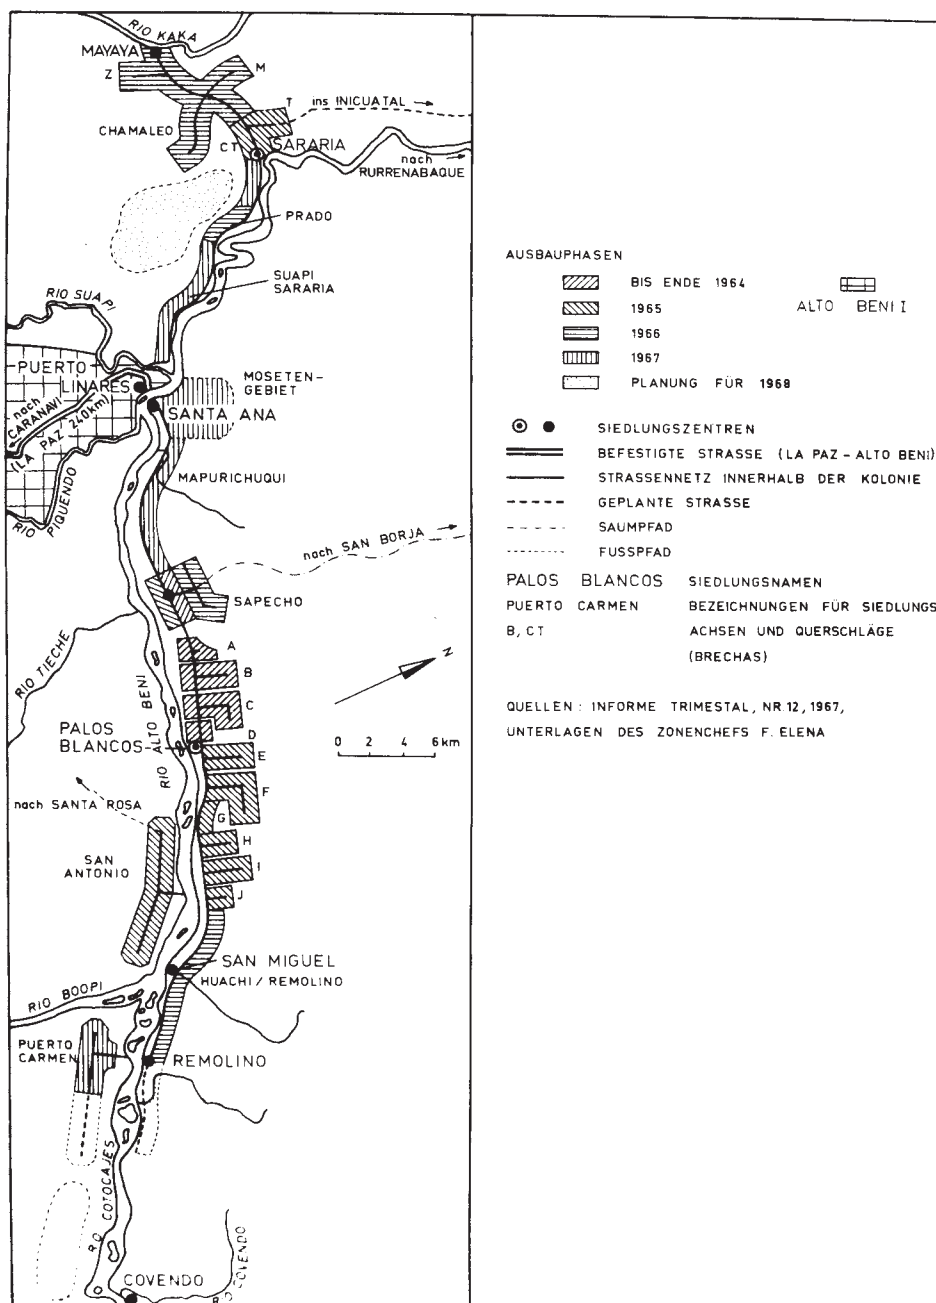 RIO KAKA
MAYAYA
Z
M
T
ins INICUATAL
CHAMALEO
CT
SARARIA
nach
RURRENABAQUE
PRADO
SUAPI
SARARIA
RIO SUAPI
PUERTO
LINARES
MOSETEN-
GEBIET
nach
CARANAVI
(LA PAZ 240km)
SANTA ANA
RIO PIQUENDO
MAPURICHUQUI
nach SAN BORJA
SAPECHO
RIO TIECHE
A
B
C
D
E
F
G
H
I
J
RIO ALTO BENI
PALOS
BLANCOS
N
0 2 4 6 km
nach SANTA ROSA
SAN
ANTONIO
SAN MIGUEL
HUACHI / REMOLINO
RIO BOOPI
PUERTO
CARMEN
REMOLINO
COTOCAJES
COVENDO
COVENDO
AUSBAUPHASEN
BIS ENDE 1964
1965
1966
1967
PLANUNG FÜR 1968
ALTO BENI I
SIEDLUNGSZENTREN
BEFESTIGTE STRASSE (LA PAZ - ALTO BENI)
STRASSENNETZ INNERHALB DER KOLONIE
GEPLANTE STRASSE
SAUMPFAD
FUSSPFAD
PALOS BLANCOS SIEDLUNGSNAMEN
PUERTO CARMEN BEZEICHNUNGEN FÜR SIEDLUNGS
B, CT ACHSEN UND QUERSCHLÄGE
(BRECHAS)
QUELLEN: INFORME TRIMESTAL, NR 12, 1967,
UNTERLAGEN DES ZONENCHEFS F. ELENA